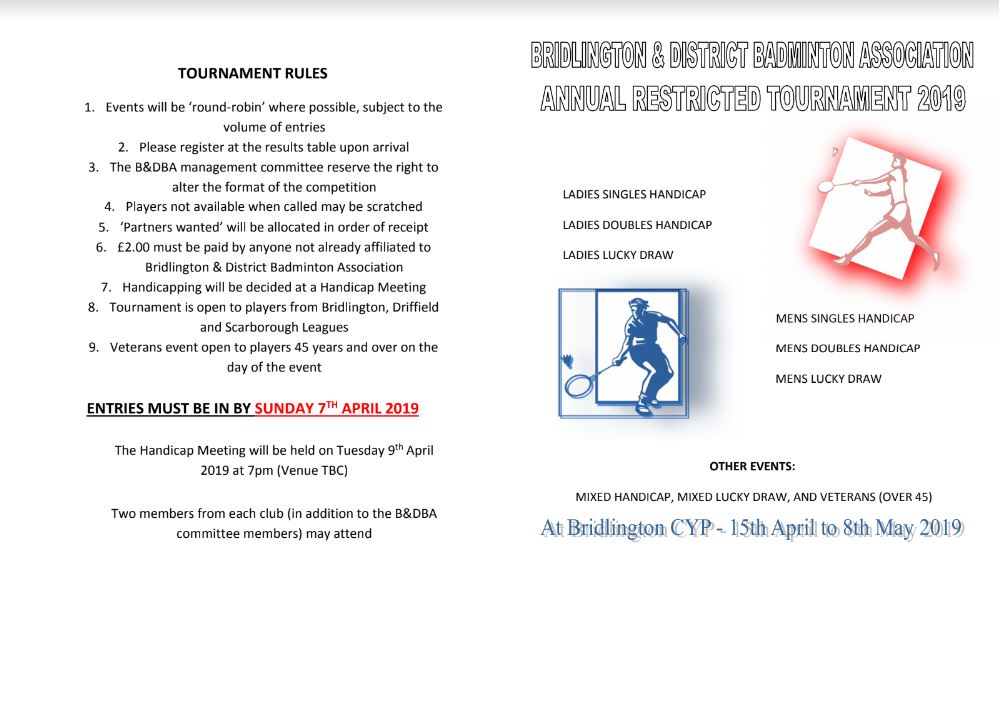 TOURNAMENT RULES
1. Events will be ‘round-robin’ where possible, subject to the
volume of entries
2. Please register at the results table upon arrival
3. The B&DBA management committee reserve the right to
alter the format of the competition
4. Players not available when called may be scratched
5. ‘Partners wanted’ will be allocated in order of receipt
6. £2.00 must be paid by anyone not already affiliated to
Bridlington & District Badminton Association
7. Handicapping will be decided at a Handicap Meeting
8. Tournament is open to players from Bridlington, Driffield
and Scarborough Leagues
9. Veterans event open to players 45 years and over on the
day of the event
ENTRIES MUST BE IN BY SUNDAY 7TH APRIL 2019
The Handicap Meeting will be held on Tuesday 9th April
2019 at 7pm (Venue TBC)
Two members from each club (in addition to the B&DBA
committee members) may attend
BRIDLINGTON & DISTRICT BADMINTON ASSOCIATION
ANNUAL RESTRICTED TOURNAMENT 2019
LADIES SINGLES HANDICAP
LADIES DOUBLES HANDICAP
LADIES LUCKY DRAW
MENS SINGLES HANDICAP
MENS DOUBLES HANDICAP
MENS LUCKY DRAW
OTHER EVENTS:
MIXED HANDICAP, MIXED LUCKY DRAW, AND VETERANS (OVER 45)
At Bridlington CYP - 15th April to 8th May 2019